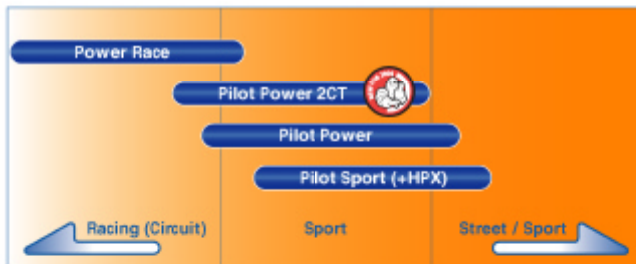 Power Race
Pilot Power 2CT
Pilot Power
Pilot Sport (+HPX)
Racing (Circuit)
Sport
Street / Sport